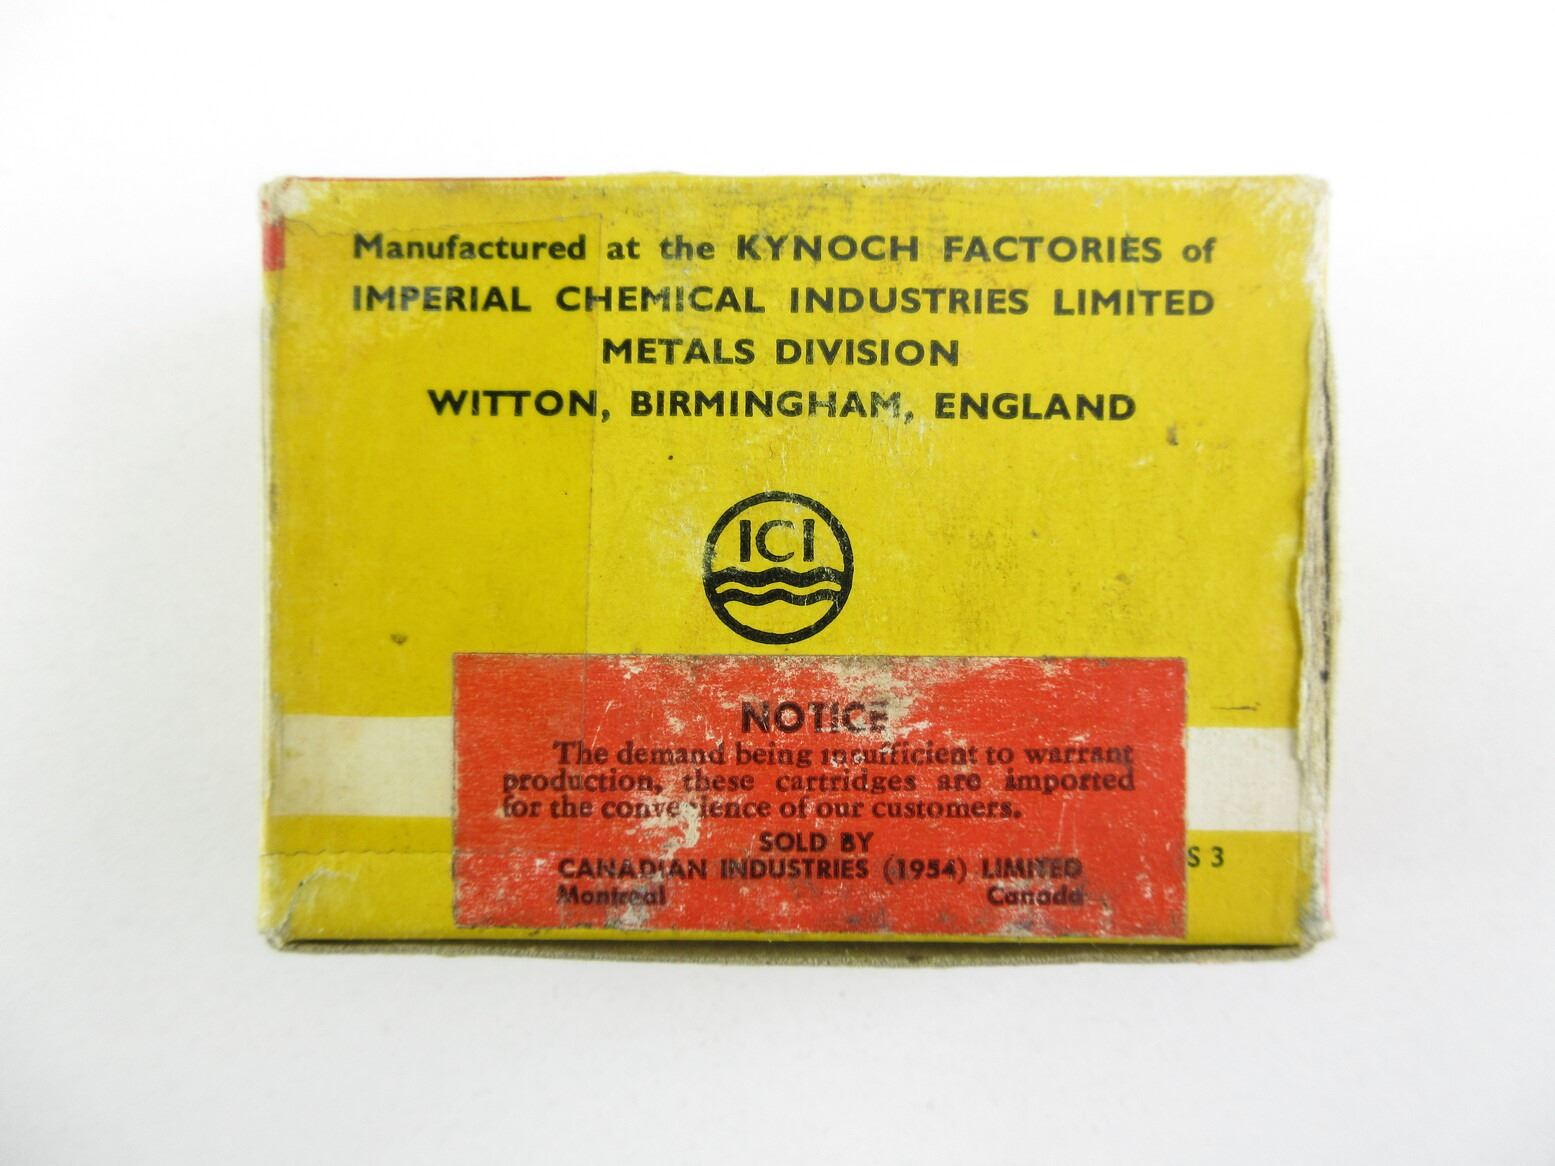 Manufactured at the KYNOCH FACTORIES of
IMPERIAL CHEMICAL INDUSTRIES LIMITED
METALS DIVISION
WITTON, BIRMINGHAM, ENGLAND
ICI
NOTICE
The demand being insufficient to warrant
production, these cartridges are imported
for the convenience of our customers.
SOLD BY
CANADIAN INDUSTRIES (1954) LIMITED
Montreal Canada
S 3